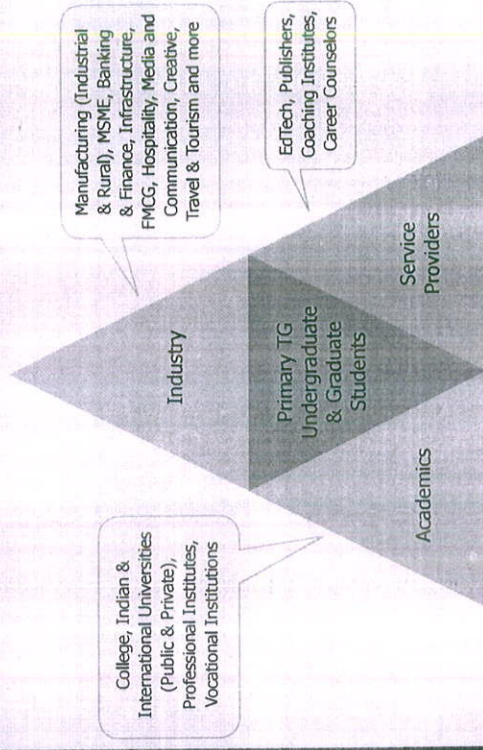 College, Indian &
International Universities
(Public & Private),
Professional Institutes,
Vocational Institutions
Manufacturing (Industrial
& Rural), MSME, Banking
& Finance, Infrastructure,
FMCG, Hospitality, Media and
Communication, Creative,
Travel & Tourism and more
Industry
EdTech, Publishers,
Coaching Institutes,
Career Counselors
Primary TG
Undergraduate
& Graduate
Students
Academics
Service
Providers